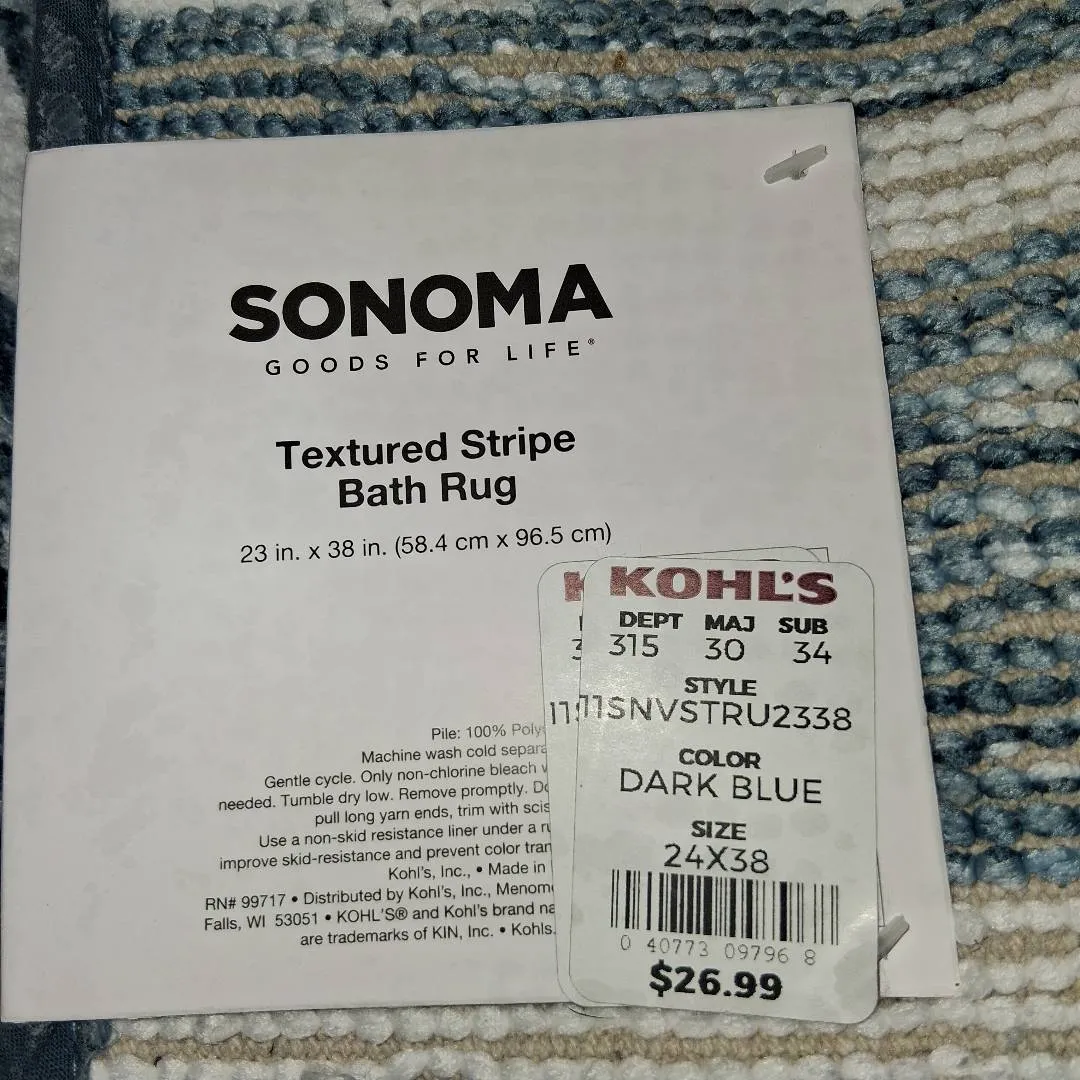 SONOMA
GOODS FOR LIFE®
Textured Stripe
Bath Rug
23 in. x 38 in. (58.4 cm x 96.5 cm)
Pile: 100%
Machine wash cold
Gentle cycle. Only non-chlorine bleach
needed. Tumble dry low. Remove promptly.
pull long yarn ends, trim with
Use a non-skid resistance liner under a
improve skid-resistance and prevent color
Kohl's, Inc., • Made in
RN# 99717 • Distributed by Kohl's, Inc.,
Falls, WI 53051 • KOHL'S® and Kohl's brand
are trademarks of KIN, Inc. • Kohls.
KOHL'S
DEPT MAJ SUB
315 30 34
STYLE
11SNVSTRU2338
COLOR
DARK BLUE
SIZE
24X38
0 40773 09796 8
$26.99